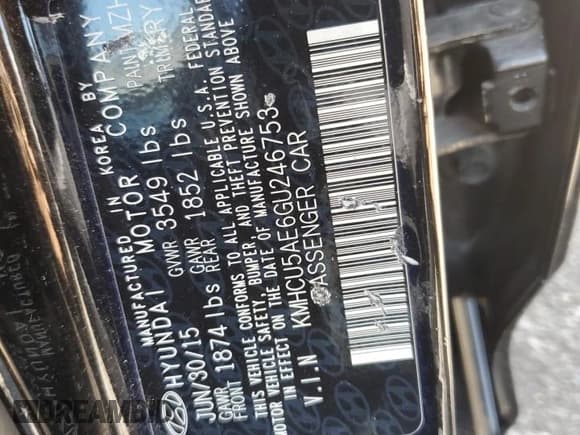 MANUFACTURED IN KOREA BY
HYUNDAI MOTOR COMPANY
JUN/30/15 GVWR 3549 lbs PAINT
GAWR FRONT 1874 lbs GAWR REAR 1852 lbs TRIM
THIS VEHICLE CONFORMS TO ALL APPLICABLE U.S.A. FEDERAL
MOTOR VEHICLE SAFETY, BUMPER, AND THEFT PREVENTION STANDARD
IN EFFECT ON THE DATE OF MANUFACTURE SHOWN ABOVE
V.I.N KMHCU5AE6GU246753
PASSENGER CAR
DREAMBID